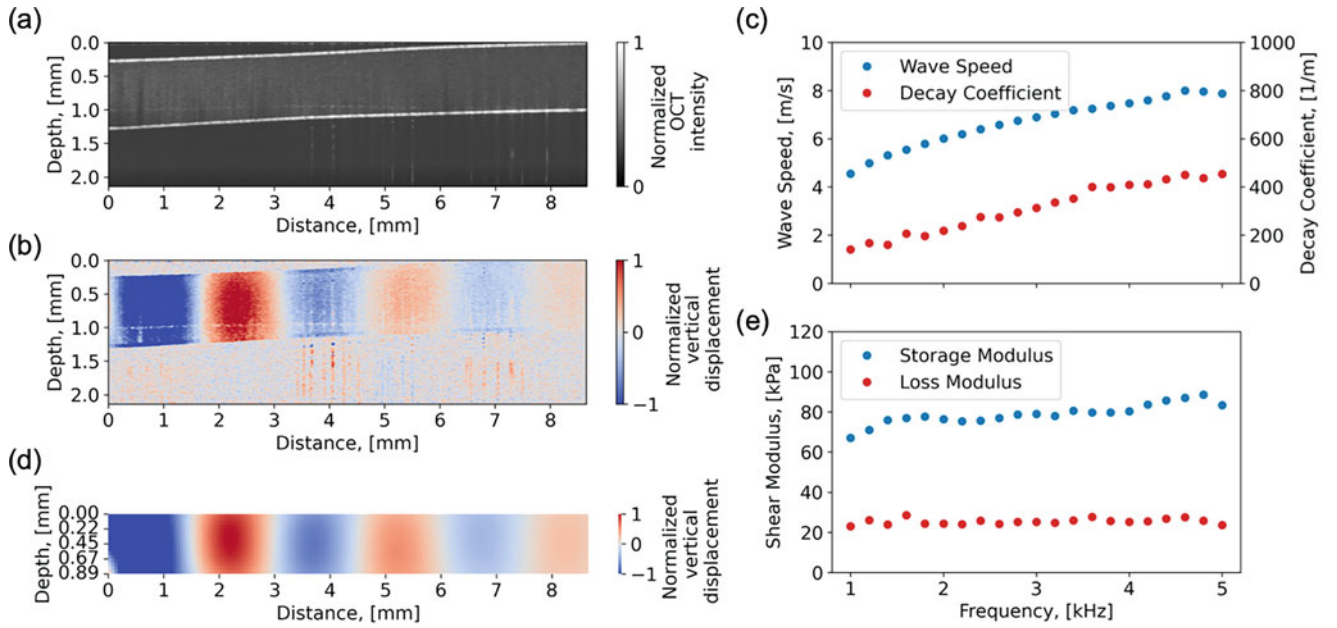 (a)
0.0
0.5
1.0
1.5
2.0
Depth, [mm]
0 1 2 3 4 5 6 7 8
Distance, [mm]
1
0
Normalized
OCT
intensity
(b)
0.0
0.5
1.0
1.5
2.0
Depth, [mm]
0 1 2 3 4 5 6 7 8
Distance, [mm]
1
0
−1
Normalized
vertical
displacement
(d)
0.00
0.22
0.45
0.67
0.89
Depth, [mm]
0 1 2 3 4 5 6 7 8
Distance, [mm]
1
0
−1
Normalized
vertical
displacement
(c)
10
8
6
4
2
0
Wave Speed, [m/s]
Wave Speed
Decay Coefficient
1000
800
600
400
200
0
Decay Coefficient, [1/m]
(e)
120
100
80
60
40
20
0
Shear Modulus, [kPa]
Storage Modulus
Loss Modulus
1 2 3 4 5
Frequency, [kHz]